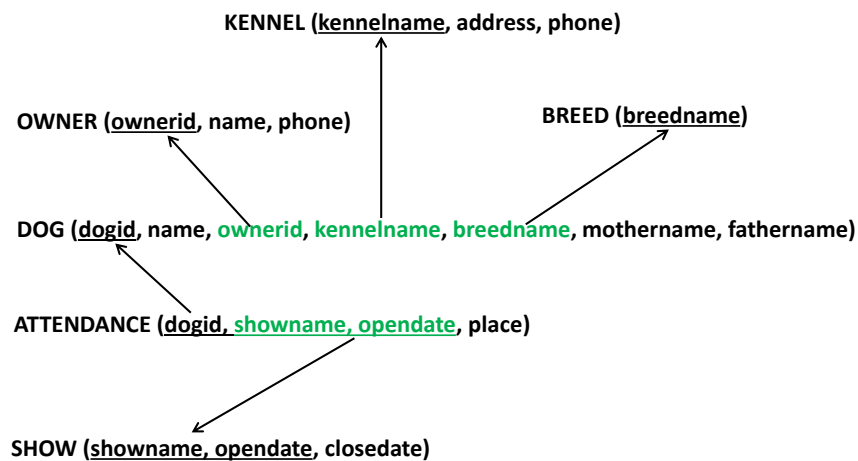 KENNEL (kennelname, address, phone)
OWNER (ownerid, name, phone)
BREED (breedname)
DOG (dogid, name, ownerid, kennelname, breedname, mothername, fathername)
ATTENDANCE (dogid, showname, opendate, place)
SHOW (showname, opendate, closedate)